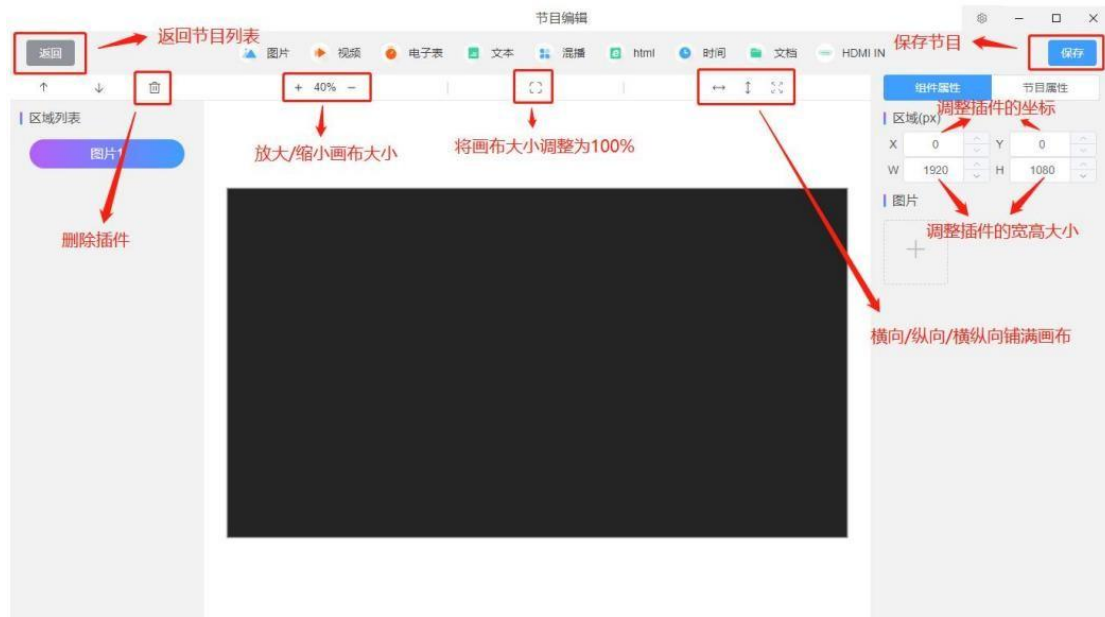 节目编辑
返回
返回节目列表
图片 视频 电子表 文本 混播 html 时间 文档 HDMI IN
保存节目
保存
+ 40% −
组件属性 节目属性
区域列表
图片1
放大/缩小画布大小
将画布大小调整为100%
调整插件的坐标
区域(px)
X 0 Y 0
W 1920 H 1080
图片
调整插件的宽高大小
删除插件
横向/纵向/横纵向铺满画布